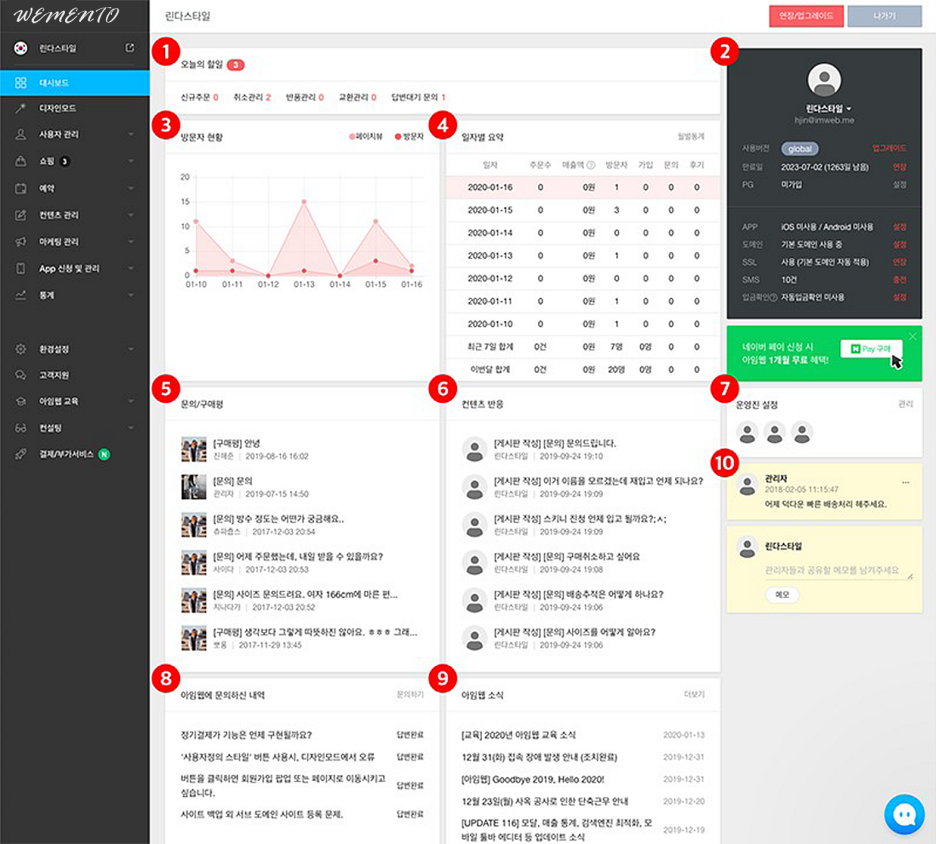 WEMENTO
린다스타일
대시보드
디자인모드
사용자 관리
쇼핑 3
예약
컨텐츠 관리
마케팅 관리
App 신청 및 관리
통계
환경설정
고객지원
아임웹 교육
컨설팅
결제/부가서비스 N
린다스타일
연장/업그레이드
나가기
1
오늘의 할일 3
신규주문 0 취소관리 2 반품관리 0 교환관리 0 답변대기 문의 1
3
방문자 현황
페이지뷰 방문자
20
15
10
5
0
01-10 01-11 01-12 01-13 01-14 01-15 01-16
4
일자별 요약
월별통계
일자 주문수 매출액 ? 방문자 가입 문의 후기
2020-01-16 0 0원 1 0 0 0
2020-01-15 0 0원 3 0 0 0
2020-01-14 0 0원 0 0 0 0
2020-01-13 0 0원 1 0 0 0
2020-01-12 0 0원 0 0 0 0
2020-01-11 0 0원 1 0 0 0
2020-01-10 0 0원 1 0 0 0
최근 7일 합계 0건 0원 7명 0명 0 0
이번달 합계 0건 0원 20명 0명 0 0
2
린다스타일
hjin@imweb.me
사용버전 global 업그레이드
만료일 2023-07-02 (1263일 남음) 연장
PG 미가입 설정
APP iOS 미사용 / Android 미사용 설정
도메인 기본 도메인 사용 중 설정
SSL 사용 (기본 도메인 자동 적용) 연장
SMS 10건 충전
입금확인? 자동입금확인 미사용 설정
네이버 페이 신청 시
아임웹 1개월 무료 혜택!
N Pay 구매
5
문의/구매평
[구매평] 안녕
진해준 | 2019-08-16 16:02
[문의] 문의
관리자 | 2019-07-15 14:50
[문의] 방수 정도는 어떤가 궁금해요..
슈파츕스 | 2017-12-03 20:54
[문의] 어제 주문했는데, 내일 받을 수 있을까요?
사이다 | 2017-12-03 20:53
[문의] 사이즈 문의드려요. 여자 166cm에 마른 편...
지나다가 | 2017-12-03 20:52
[구매평] 생각보다 그렇게 따뜻하진 않아요. ㅎㅎㅎ 그래...
뽀롱 | 2017-11-29 13:45
6
컨텐츠 반응
[게시판 작성] [문의] 문의드립니다.
린다스타일 | 2019-09-24 19:10
[게시판 작성] [문의] 이거 이름을 모르겠는데 재입고 언제 되나요?
린다스타일 | 2019-09-24 19:09
[게시판 작성] [문의] 스키니 진청 언제 입고 될까요?;ㅅ;
린다스타일 | 2019-09-24 19:09
[게시판 작성] [문의] 구매취소하고 싶어요
린다스타일 | 2019-09-24 19:08
[게시판 작성] [문의] 배송추적은 어떻게 하나요?
린다스타일 | 2019-09-24 19:06
[게시판 작성] [문의] 사이즈를 어떻게 알아요?
린다스타일 | 2019-09-24 19:06
7
운영진 설정
관리
10
관리자
2018-02-05 11:15:47
어제 덕다운 빠른 배송처리 해주세요.
린다스타일
관리자들과 공유할 메모를 남겨주세요
메모
8
아임웹에 문의하신 내역
문의하기
정기결제가 기능은 언제 구현될까요? 답변완료
'사용자정의 스타일' 버튼 사용시, 디자인모드에서 오류 답변완료
버튼을 클릭하면 회원가입 팝업 또는 페이지로 이동시키고
싶습니다. 답변완료
사이트 백업 외 서브 도메인 사이트 등록 문제. 답변완료
9
아임웹 소식
더보기
[교육] 2020년 아임웹 교육 소식 2020-01-13
12월 31(화) 접속 장애 발생 안내 (조치완료) 2019-12-31
[아임웹] Goodbye 2019, Hello 2020! 2019-12-31
12월 23일(월) 사옥 공사로 인한 단축근무 안내 2019-12-20
[UPDATE 116] 모달, 매출 통계, 검색엔진 최적화, 모
바일 툴바 에디터 등 업데이트 소식 2019-12-19